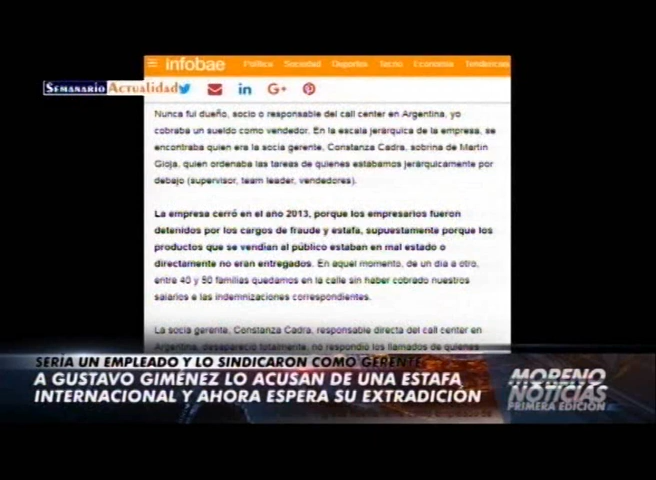 infobae Política Sociedad Deportes Tecno Economía Tendencias
SEMANARIO Actualidad
Nunca fui dueño, socio o responsable del call center en Argentina, yo
cobraba un sueldo como vendedor. En la escala jerárquica de la empresa, se
encontraba quien era la socia gerente, Constanza Cadra, sobrina de Martín
Gioja, quien ordenaba las tareas de quienes estábamos jerárquicamente por
debajo (supervisor, team leader, vendedores).
La empresa cerró en el año 2013, porque los empresarios fueron
detenidos por los cargos de fraude y estafa, supuestamente porque los
productos que se vendían al público estaban en mal estado o
directamente no eran entregados. En aquel momento, de un día a otro,
entre 40 y 50 familias quedamos en la calle sin haber cobrado nuestros
salarios e las indemnizaciones correspondientes.
La socia gerente, Constanza Cadra, responsable directa del call center en
Argentina, desapareció totalmente, no respondió los llamados de quienes
SERÍA UN EMPLEADO Y LO SINDICARON COMO GERENTE
A GUSTAVO GIMÉNEZ LO ACUSAN DE UNA ESTAFA
INTERNACIONAL Y AHORA ESPERA SU EXTRADICIÓN
MORENO
NOTICIAS
PRIMERA EDICIÓN